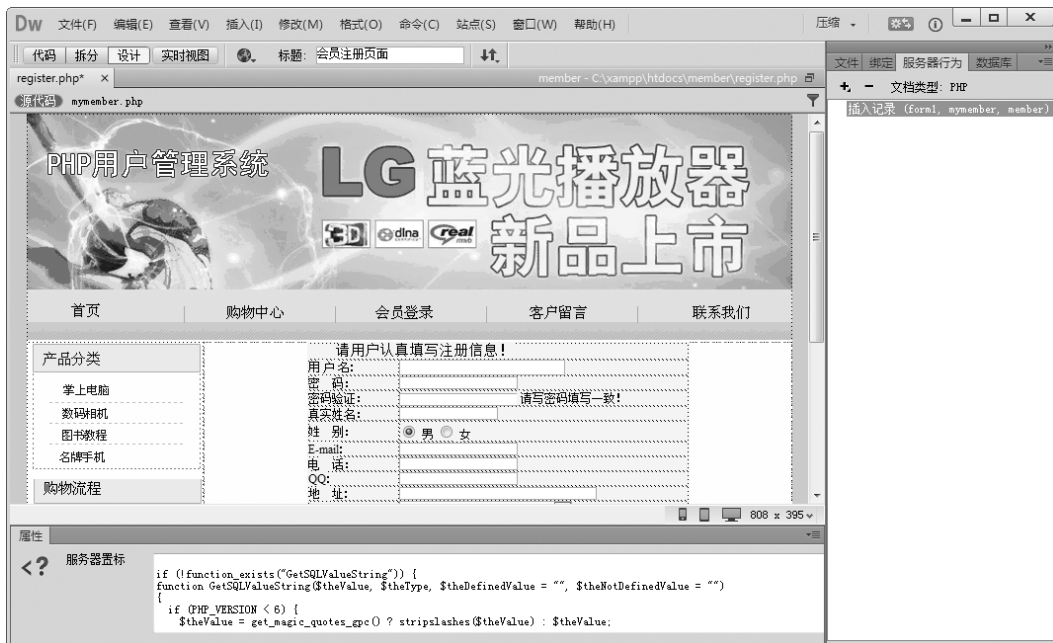 Dw 文件(F) 编辑(E) 查看(V) 插入(I) 修改(M) 格式(O) 命令(C) 站点(S) 窗口(W) 帮助(H) 压缩
代码 拆分 设计 实时视图 标题: 会员注册页面
register.php* × member - C:\xampp\htdocs\member\register.php
源代码 mymember.php
文件 绑定 服务器行为 数据库
文档类型: PHP
插入记录 (form1, mymember, member)
PHP用户管理系统
LG 蓝光播放器
新品上市
3D dlna Creal
首页 购物中心 会员登录 客户留言 联系我们
产品分类
掌上电脑
数码相机
图书教程
名牌手机
购物流程
请用户认真填写注册信息!
用户名:
密 码:
密码验证: 请写密码填写一致!
真实姓名:
姓 别: 男 女
E-mail:
电 话:
QQ:
地 址:
808 x 395
属性
<? 服务器置标
if (!function_exists("GetSQLValueString")) {
function GetSQLValueString($theValue, $theType, $theDefinedValue = "", $theNotDefinedValue = "")
{
if (PHP_VERSION < 6) {
$theValue = get_magic_quotes_gpc() ? stripslashes($theValue) : $theValue;